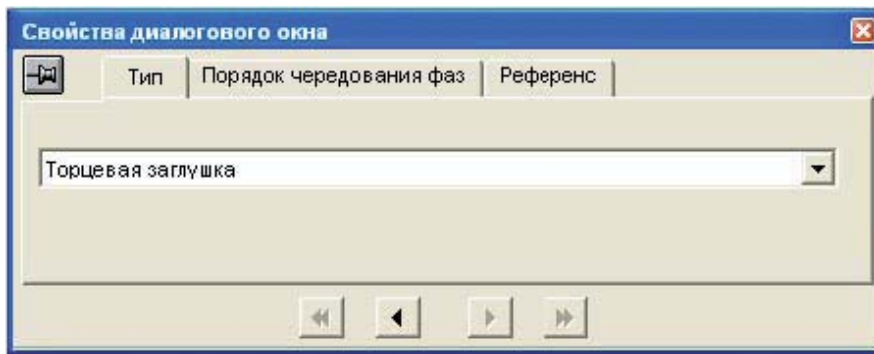 Свойства диалогового окна
Тип Порядок чередования фаз Референс
Торцевая заглушка